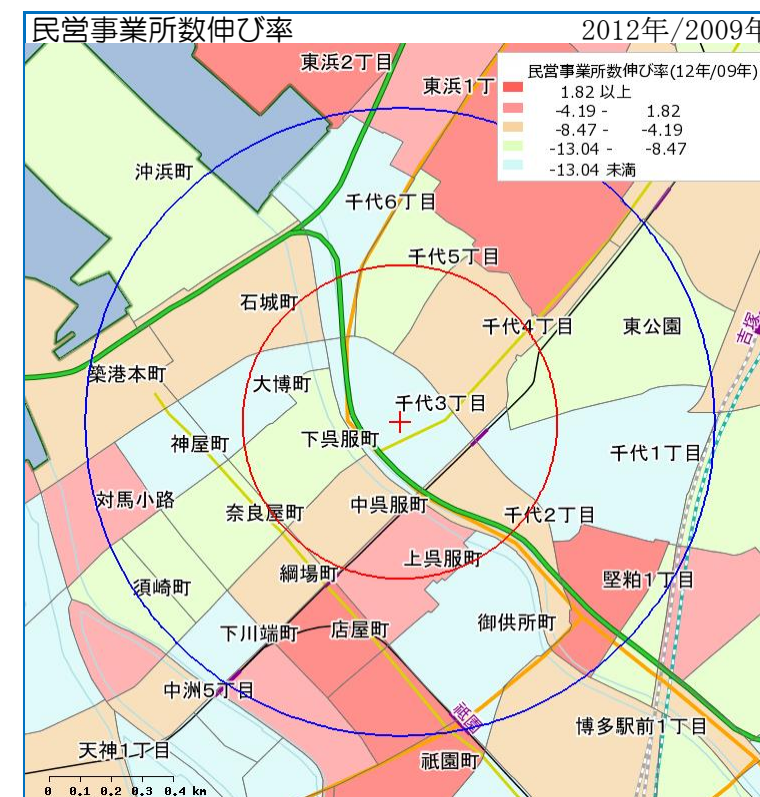 民営事業所数伸び率
2012年/2009年
民営事業所数伸び率(12年/09年)
1.82 以上
-4.19 - 1.82
-8.47 - -4.19
-13.04 - -8.47
-13.04 未満
東浜2丁目
東浜1丁
沖浜町
千代6丁目
千代5丁目
石城町
千代4丁目
東公園
吉塚
築港本町
大博町
千代3丁目
神屋町
下呉服町
千代1丁目
対馬小路
奈良屋町
中呉服町
千代2丁目
上呉服町
綱場町
堅粕1丁目
須崎町
下川端町
店屋町
御供所町
中洲5丁目
祇園
博多駅前1丁目
天神1丁目
祇園町
0 0.1 0.2 0.3 0.4 km